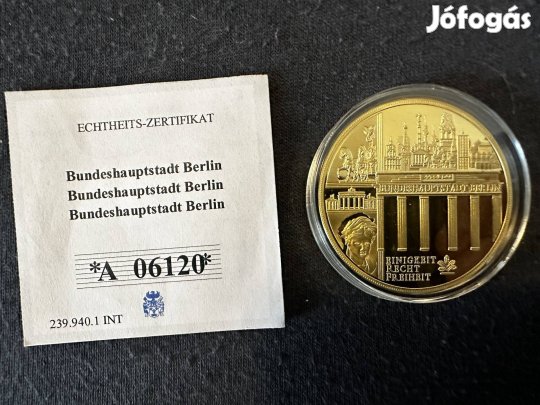 Jófogás
ECHTHEITS-ZERTIFIKAT
Bundeshauptstadt Berlin
Bundeshauptstadt Berlin
Bundeshauptstadt Berlin
*A 06120*
239.940.1 INT
BUNDESHAUPTSTADT BERLIN
EINIGKEIT
RECHT
FREIHEIT